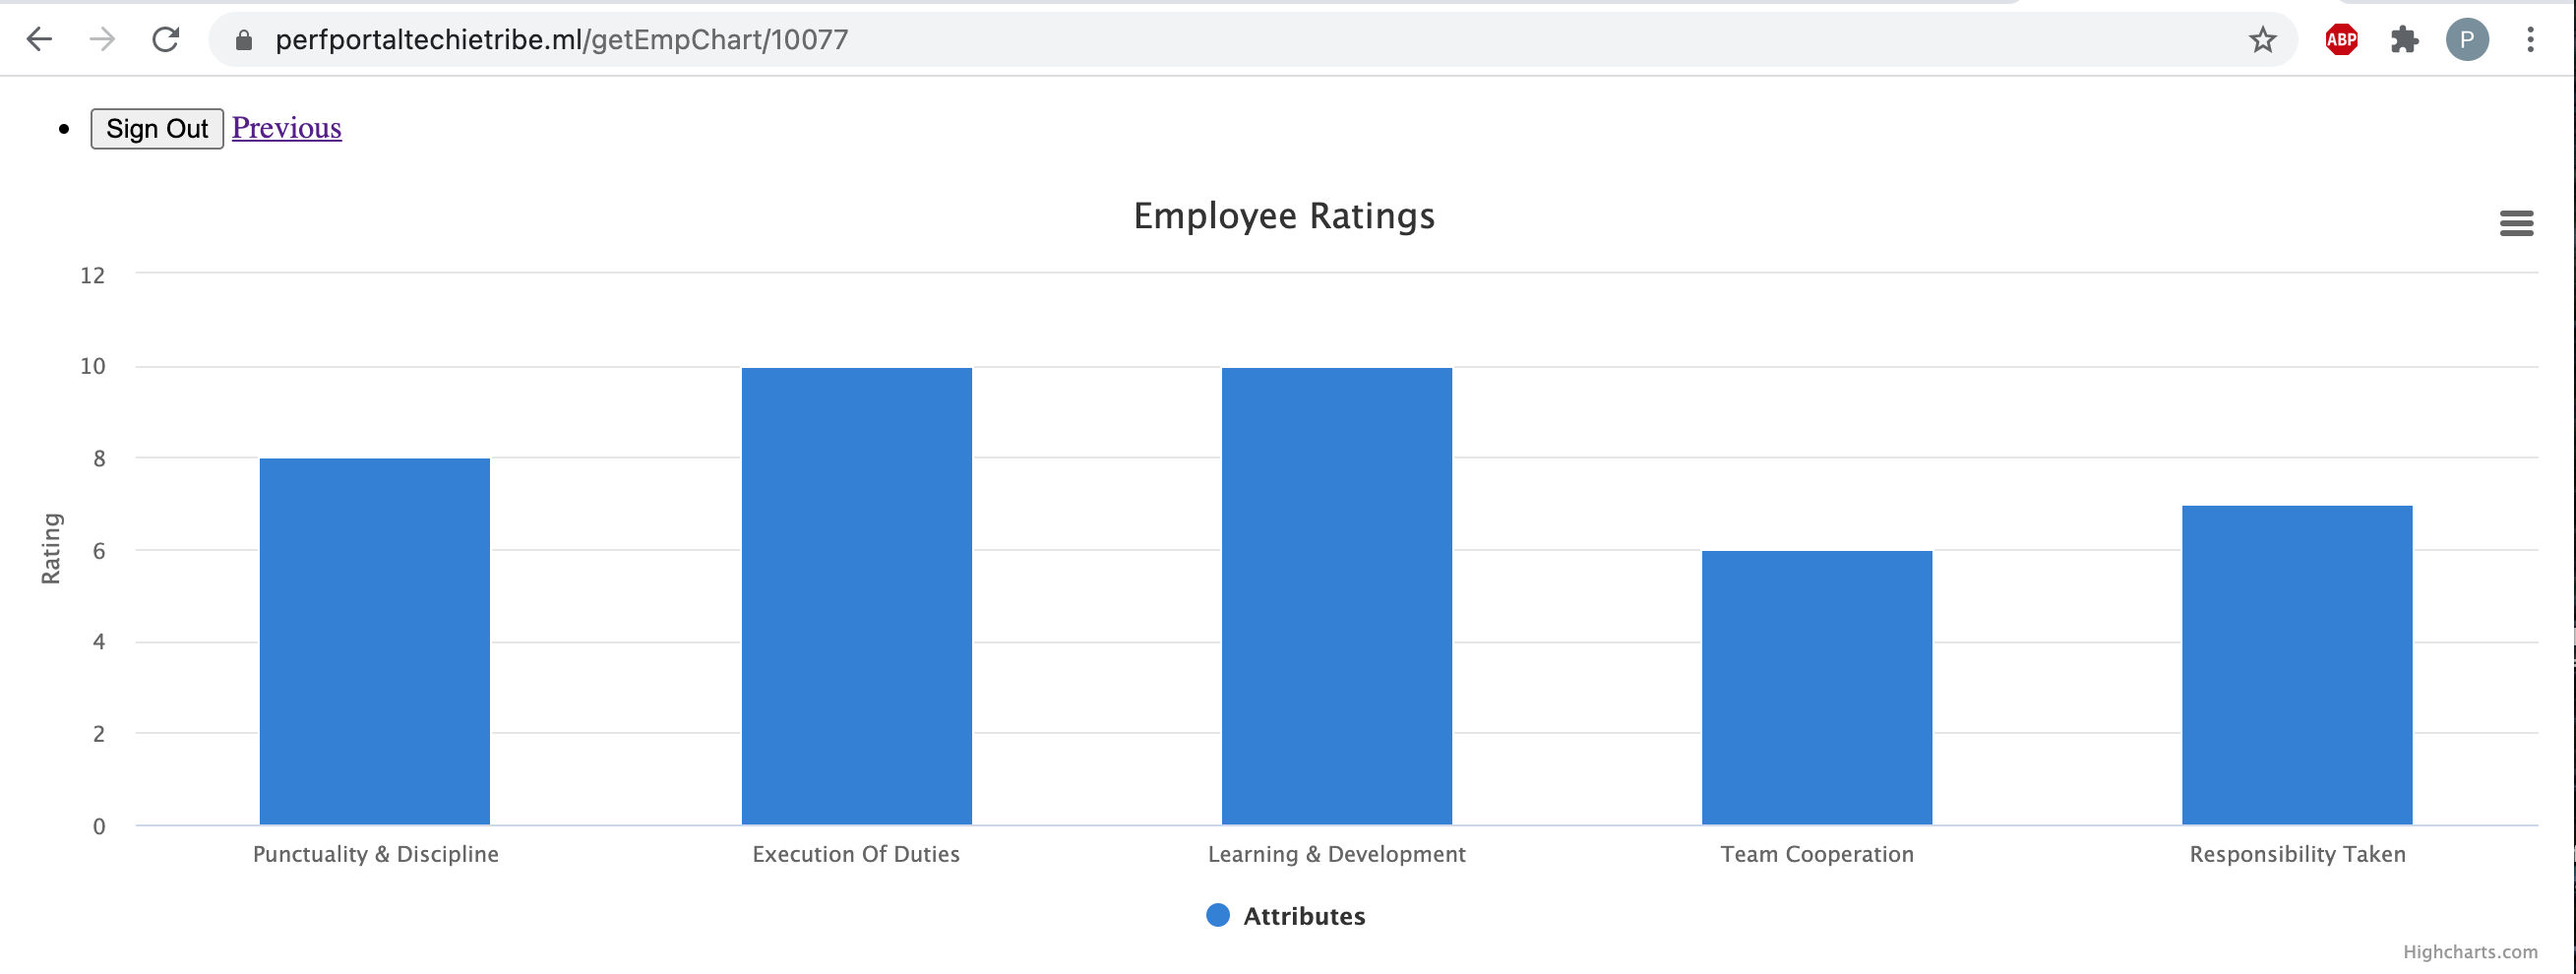 perfportaltechietribe.ml/getEmpChart/10077
ABP
P
Sign Out Previous
Employee Ratings
12
10
8
6
4
2
0
Rating
Punctuality & Discipline
Execution Of Duties
Learning & Development
Team Cooperation
Responsibility Taken
Attributes
Highcharts.com